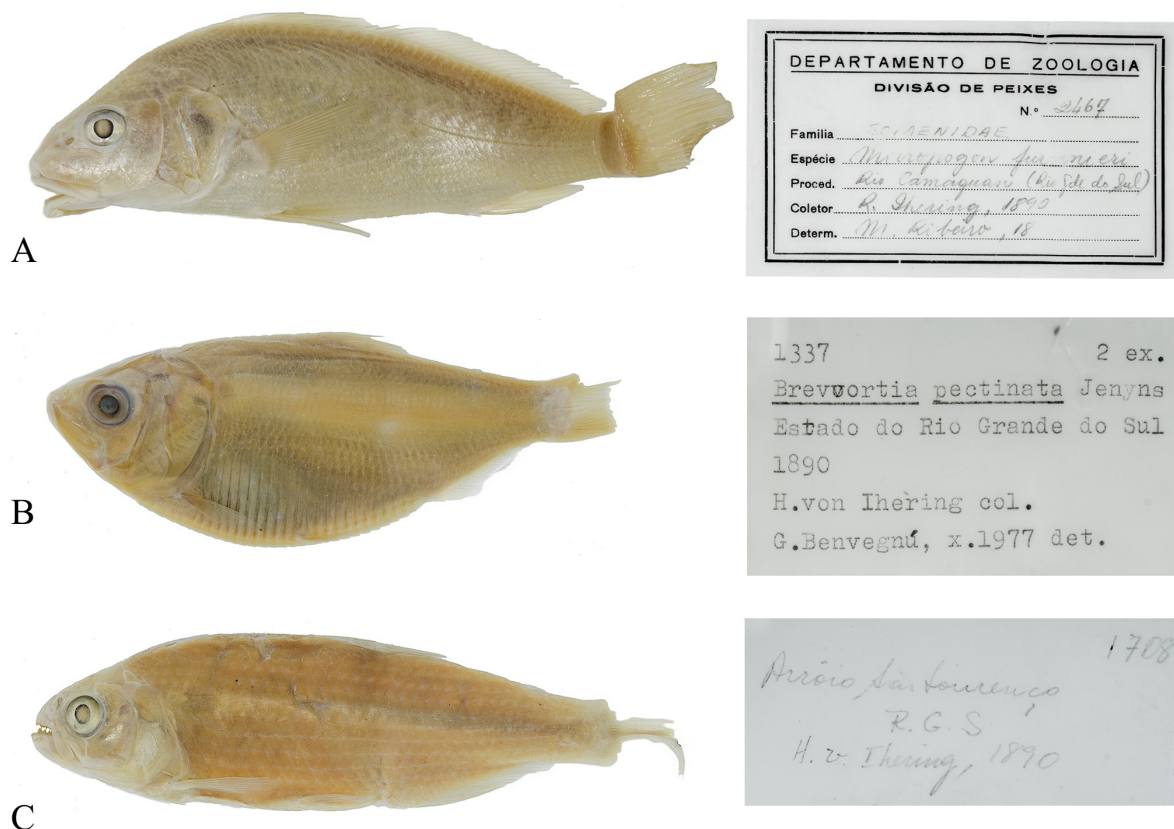 A
DEPARTAMENTO DE ZOOLOGIA
DIVISÃO DE PEIXES
N.º 2467
Familia SCIAENIDAE
Espécie Micropogon furnieri
Proced. Rio Camaquan (Rio Gde do Sul)
Coletor R. Ihering, 1890
Determ. M. Ribeiro, 18
B
1337 2 ex.
Brevoortia pectinata Jenyns
Estado do Rio Grande do Sul
1890
H.von Ihering col.
G.Benvegnú, x.1977 det.
C
1708
Arroio São Lourenço
R. G. S
H. v. Ihering, 1890